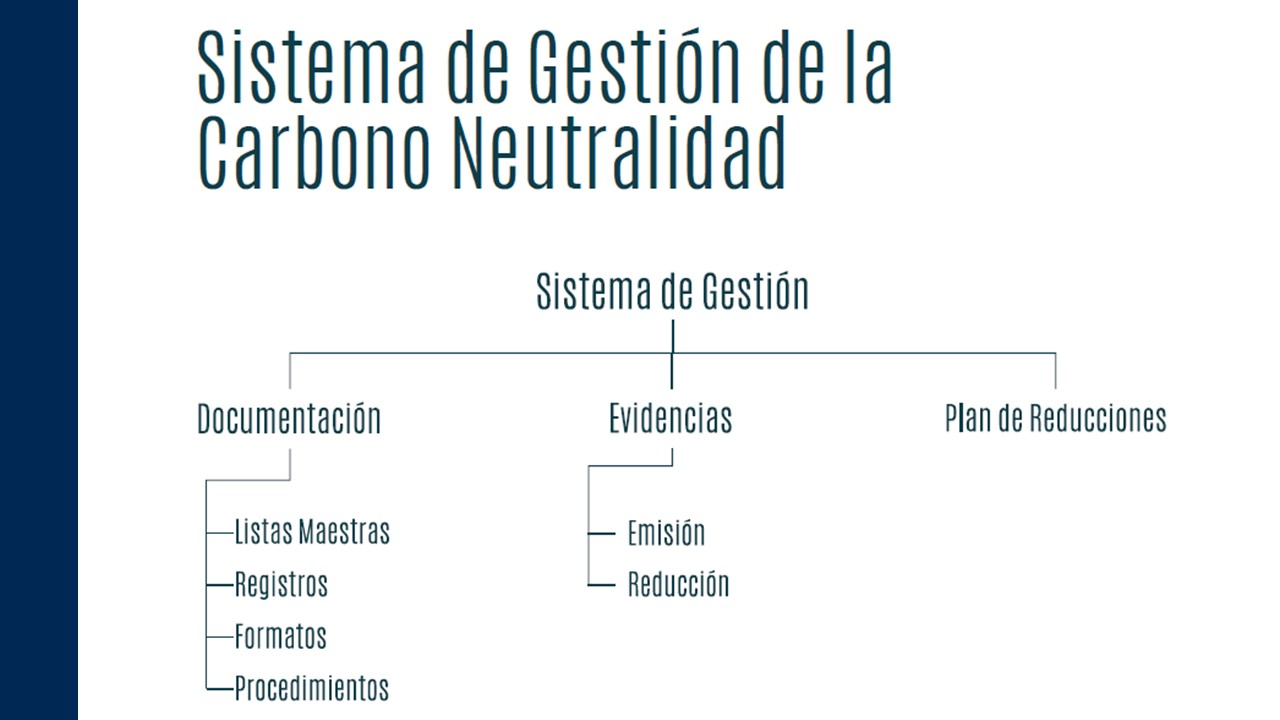 Sistema de Gestión de la
Carbono Neutralidad
Sistema de Gestión
Documentación
Listas Maestras
Registros
Formatos
Procedimientos
Evidencias
Emisión
Reducción
Plan de Reducciones